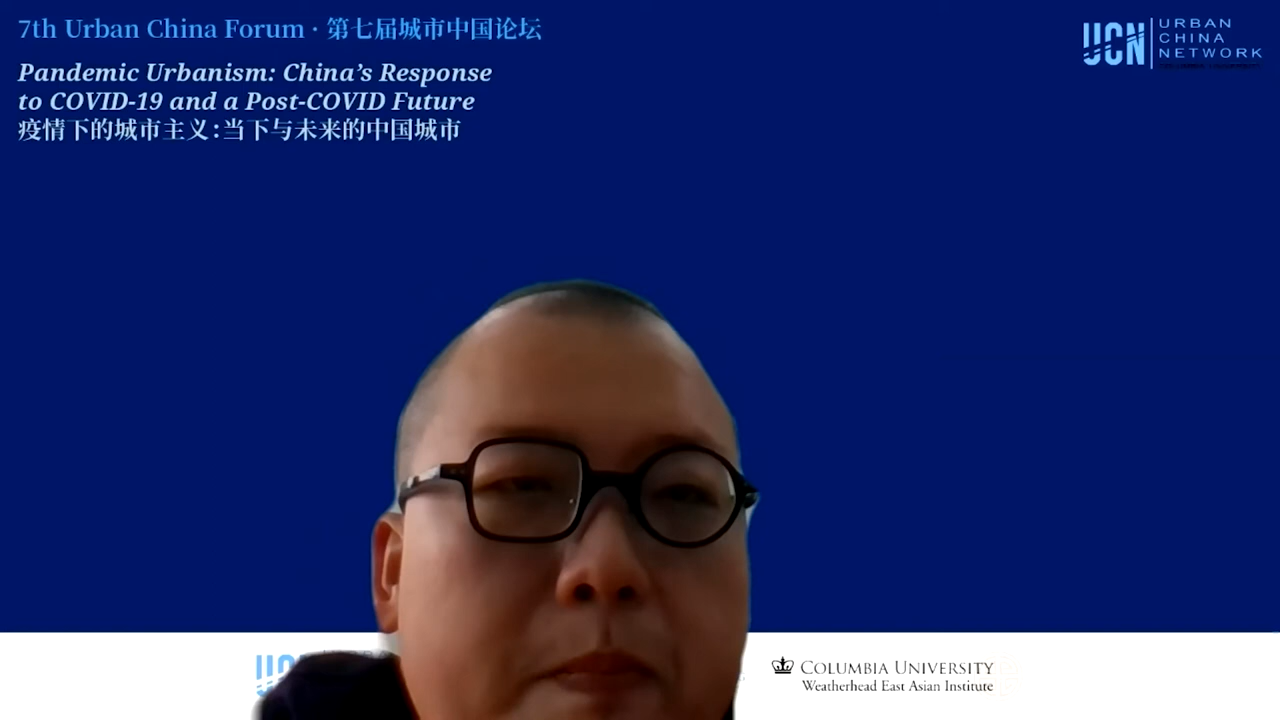 7th Urban China Forum · 第七届城市中国论坛
Pandemic Urbanism: China's Response
to COVID-19 and a Post-COVID Future
疫情下的城市主义：当下与未来的中国城市
UCN
URBAN
CHINA
NETWORK
UC
COLUMBIA UNIVERSITY
Weatherhead East Asian Institute